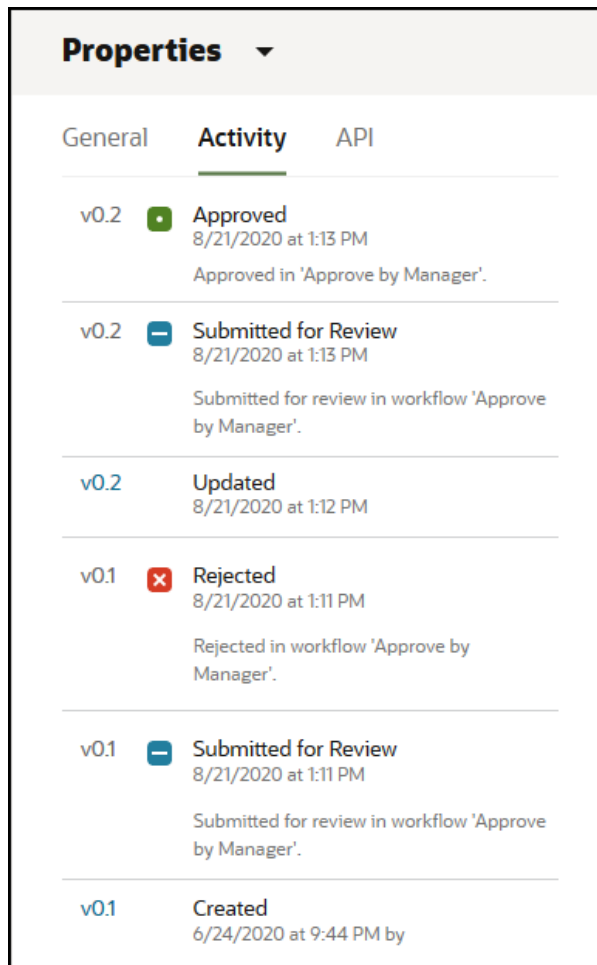 Properties
General Activity API
v0.2 Approved
8/21/2020 at 1:13 PM
Approved in 'Approve by Manager'.
v0.2 Submitted for Review
8/21/2020 at 1:13 PM
Submitted for review in workflow 'Approve
by Manager'.
v0.2 Updated
8/21/2020 at 1:12 PM
v0.1 Rejected
8/21/2020 at 1:11 PM
Rejected in workflow 'Approve by
Manager'.
v0.1 Submitted for Review
8/21/2020 at 1:11 PM
Submitted for review in workflow 'Approve
by Manager'.
v0.1 Created
6/24/2020 at 9:44 PM by